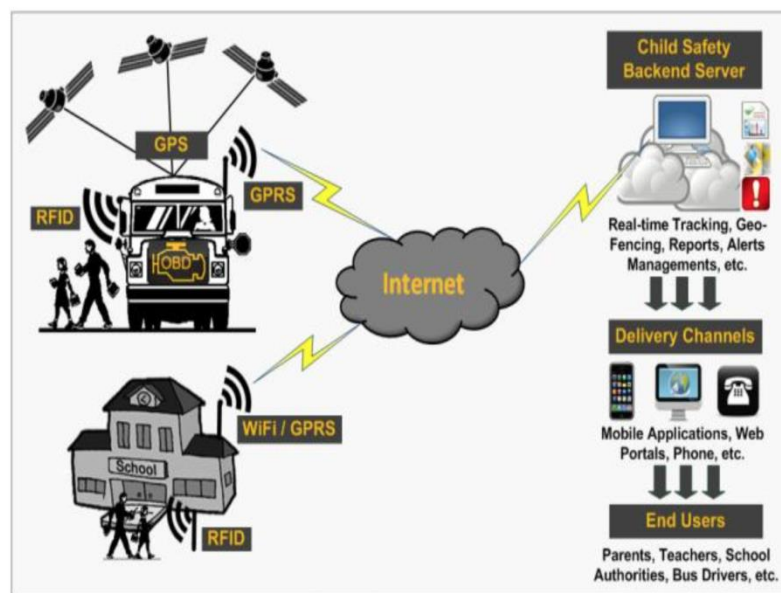 GPS
GPRS
RFID
OBD
Internet
School
WiFi / GPRS
RFID
Child Safety
Backend Server
Real-time Tracking, Geo-
Fencing, Reports, Alerts
Managements, etc.
Delivery Channels
Mobile Applications, Web
Portals, Phone, etc.
End Users
Parents, Teachers, School
Authorities, Bus Drivers, etc.